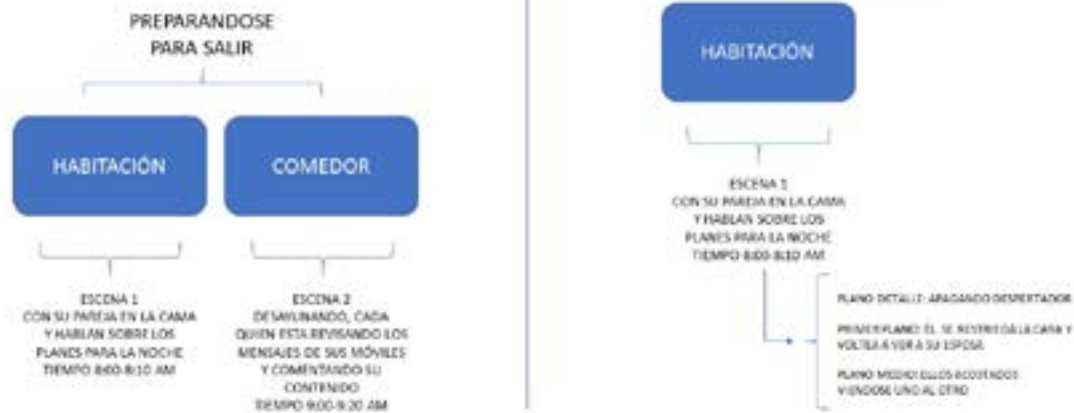 PREPARANDOSE
PARA SALIR
HABITACIÓN
COMEDOR
ESCENA 1
CON SU PAREJA EN LA CAMA
Y HABLAN SOBRE LOS
PLANES PARA LA NOCHE
TIEMPO 8:00-8:10 AM
ESCENA 2
DESAYUNANDO, CADA
QUIEN ESTA REVISANDO LOS
MENSAJES DE SUS MÓVILES
Y COMENTANDO SU
CONTENIDO
TIEMPO 9:00-9:20 AM
HABITACIÓN
ESCENA 1
CON SU PAREJA EN LA CAMA
Y HABLAN SOBRE LOS
PLANES PARA LA NOCHE
TIEMPO 8:00-8:10 AM
PLANO DETALLE: APAGANDO DESPERTADOR
PRIMER PLANO: ÉL SE RESTRIEGA LA CARA Y
VOLTEA A VER A SU ESPOSA
PLANO MEDIO: ELLOS ACOSTADOS
VIENDOSE UNO AL OTRO